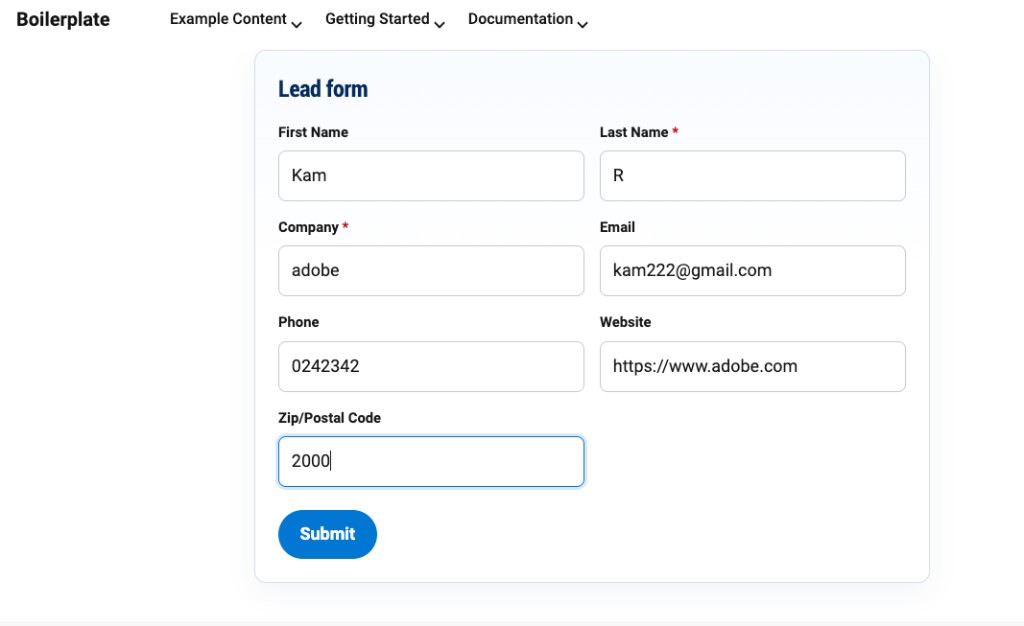 Boilerplate Example Content Getting Started Documentation
Lead form
First Name Last Name *
Kam R
Company * Email
adobe kam222@gmail.com
Phone Website
0242342 https://www.adobe.com
Zip/Postal Code
2000
Submit